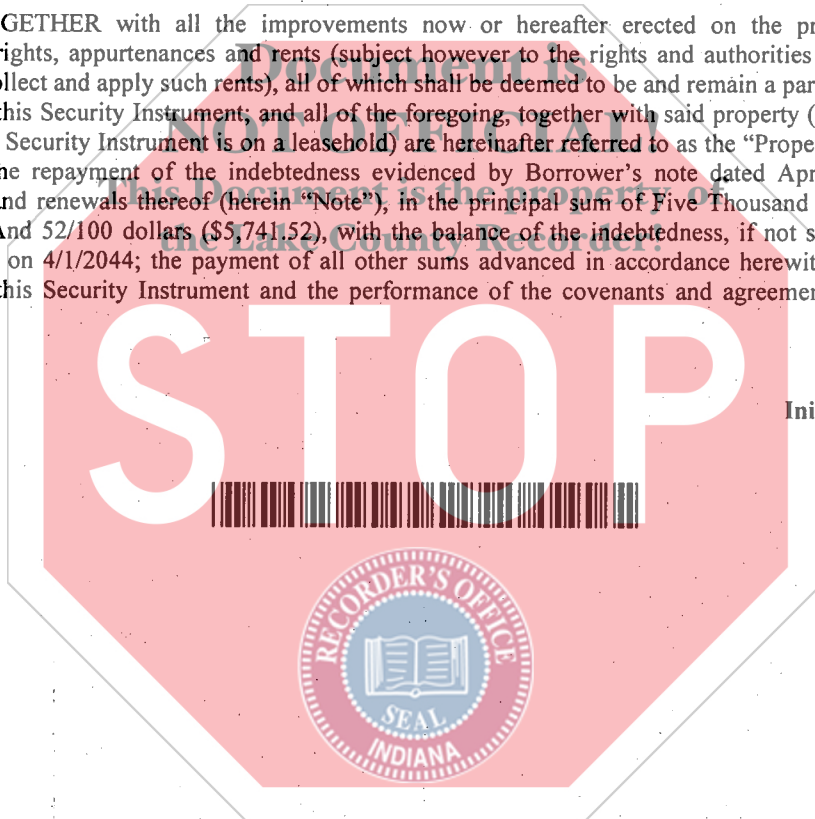 GETHER with all the improvements now or hereafter erected on the pr
rights, appurtenances and rents (subject however to the rights and authorities
ollect and apply such rents), all of which shall be deemed to be and remain a par
this Security Instrument; and all of the foregoing, together with said property (
Security Instrument is on a leasehold) are hereinafter referred to as the “Prope
he repayment of the indebtedness evidenced by Borrower’s note dated Apr
nd renewals thereof (herein “Note”), in the principal sum of Five Thousand
And 52/100 dollars ($5,741.52), with the balance of the indebtedness, if not s
on 4/1/2044; the payment of all other sums advanced in accordance herewit
this Security Instrument and the performance of the covenants and agreemen
Document is
NOT OFFICIAL!
This Document is the property of
the Lake County Recorder!
STOP
Ini
RECORDER'S OFFICE
SEAL
INDIANA